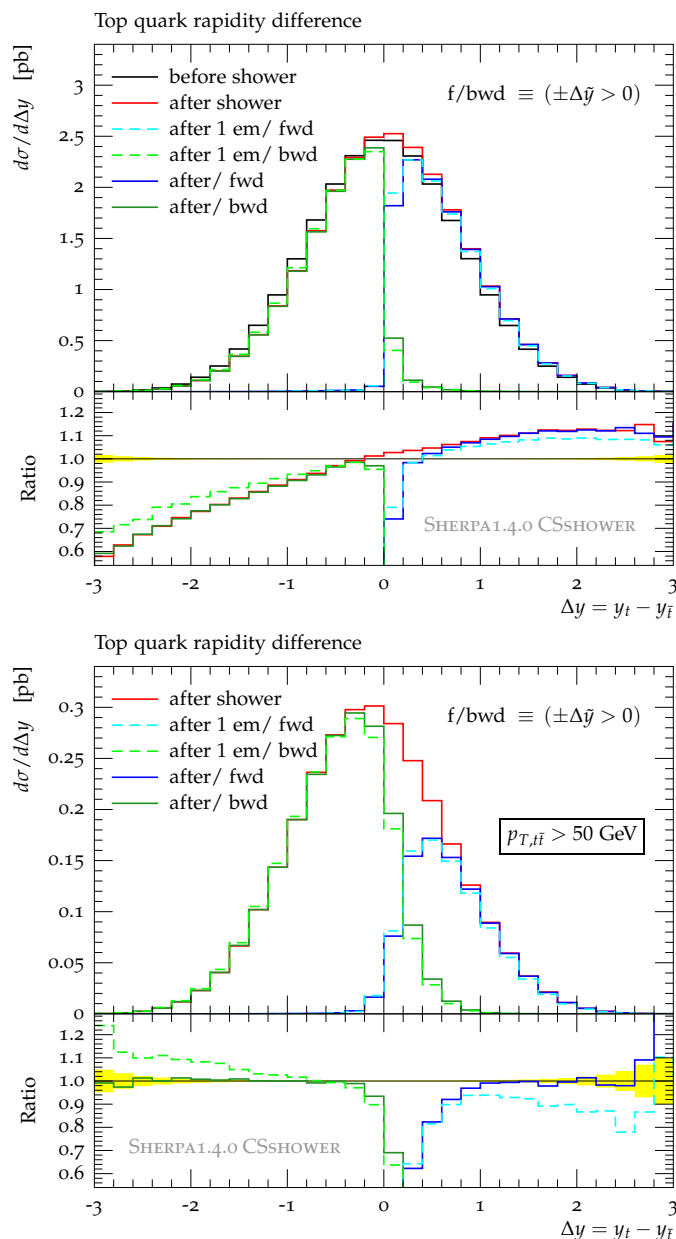 Top quark rapidity difference
dσ/dΔy [pb]
before shower
after shower
after 1 em/ fwd
after 1 em/ bwd
after/ fwd
after/ bwd
f/bwd ≡ (±Δỹ > 0)
3
2.5
2
1.5
1
0.5
0
Ratio
1.2
1.1
1.0
0.9
0.8
0.7
0.6
SHERPA1.4.0 CSSHOWER
-3 -2 -1 0 1 2 3
Δy = y_t − y_t̄
Top quark rapidity difference
dσ/dΔy [pb]
after shower
after 1 em/ fwd
after 1 em/ bwd
after/ fwd
after/ bwd
f/bwd ≡ (±Δỹ > 0)
p_{T,tt̄} > 50 GeV
0.3
0.25
0.2
0.15
0.1
0.05
0
Ratio
1.2
1.1
1.0
0.9
0.8
0.7
0.6
SHERPA1.4.0 CSSHOWER
-3 -2 -1 0 1 2 3
Δy = y_t − y_t̄